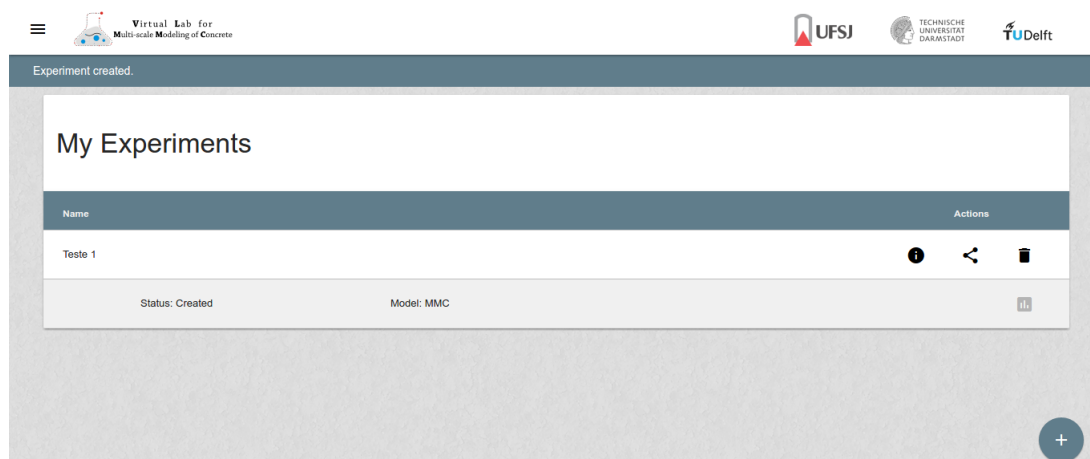 Virtual Lab for
Multi-scale Modeling of Concrete
UFSJ
TECHNISCHE
UNIVERSITAT
DARMSTADT
TUDelft
Experiment created.
My Experiments
Name Actions
Teste 1
Status: Created Model: MMC